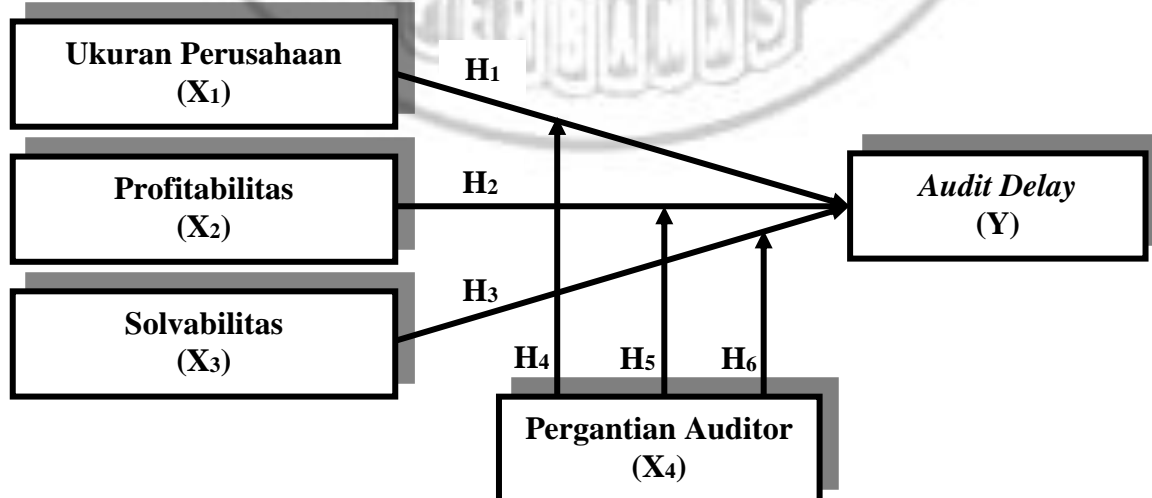 Ukuran Perusahaan
(X1)
H1
Profitabilitas
(X2)
H2
Audit Delay
(Y)
Solvabilitas
(X3)
H3
H4
H5
H6
Pergantian Auditor
(X4)